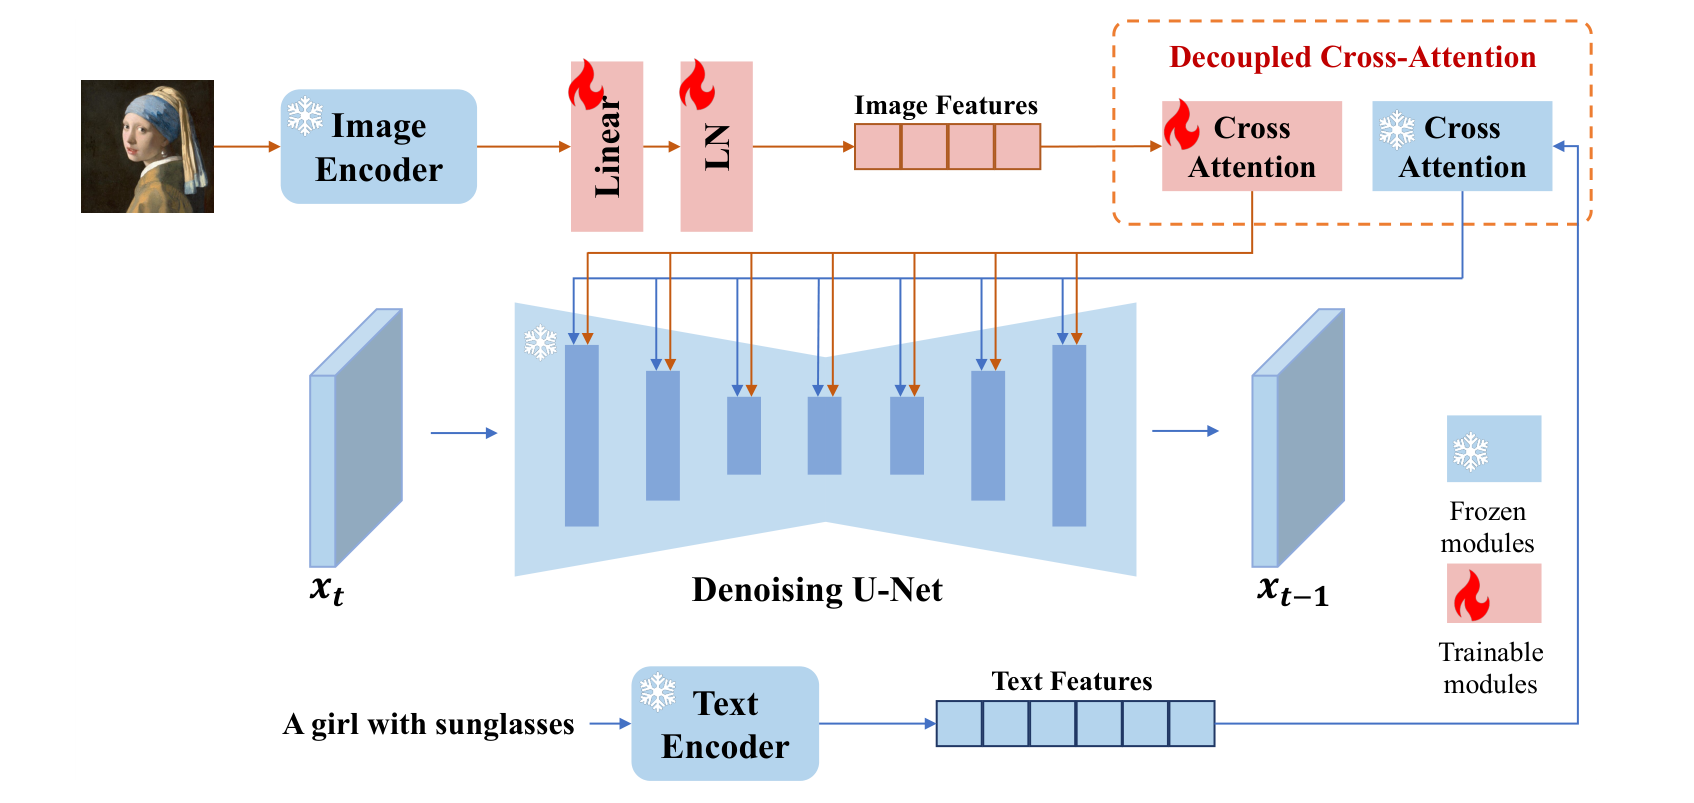 Decoupled Cross-Attention
Image
Encoder
Linear
LN
Image Features
Cross
Attention
Cross
Attention
x_t
Denoising U-Net
x_{t-1}
Frozen
modules
Trainable
modules
A girl with sunglasses
Text
Encoder
Text Features